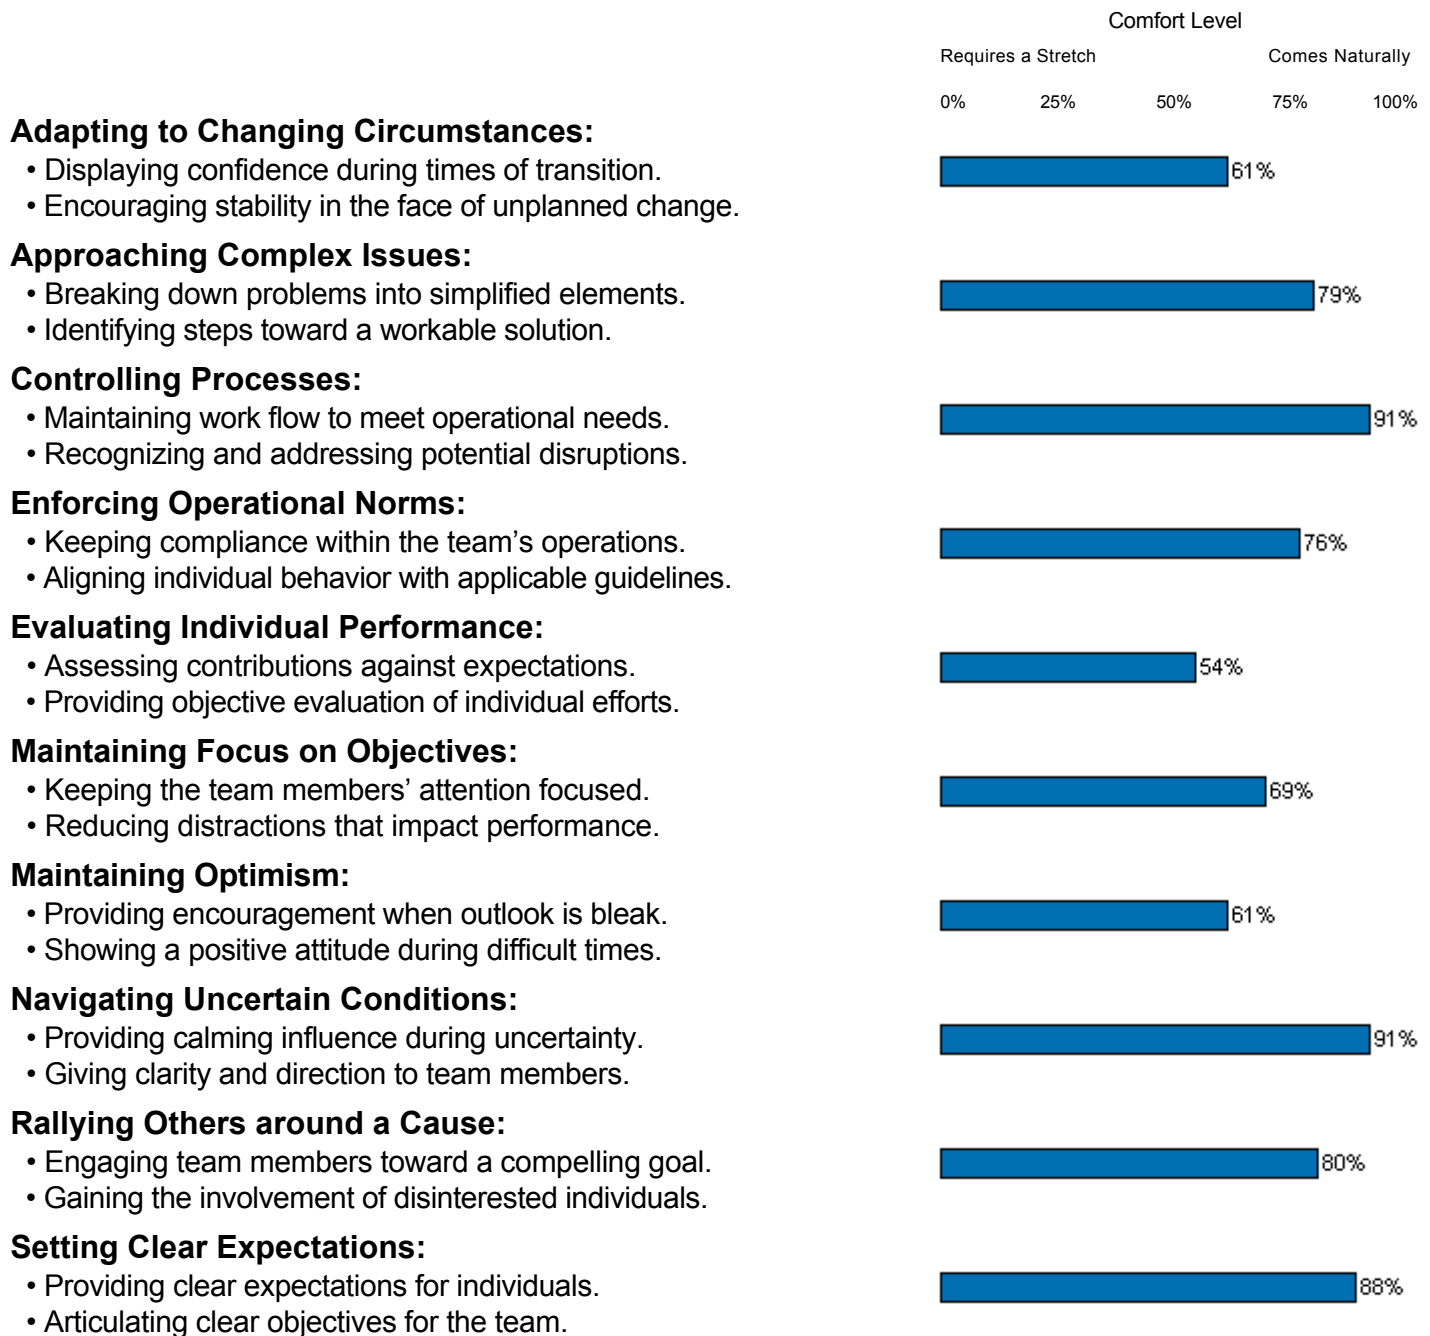 Comfort Level
Requires a Stretch Comes Naturally
0% 25% 50% 75% 100%
Adapting to Changing Circumstances:
• Displaying confidence during times of transition. 61%
• Encouraging stability in the face of unplanned change.
Approaching Complex Issues:
• Breaking down problems into simplified elements. 79%
• Identifying steps toward a workable solution.
Controlling Processes:
• Maintaining work flow to meet operational needs. 91%
• Recognizing and addressing potential disruptions.
Enforcing Operational Norms:
• Keeping compliance within the team’s operations. 76%
• Aligning individual behavior with applicable guidelines.
Evaluating Individual Performance:
• Assessing contributions against expectations. 54%
• Providing objective evaluation of individual efforts.
Maintaining Focus on Objectives:
• Keeping the team members’ attention focused. 69%
• Reducing distractions that impact performance.
Maintaining Optimism:
• Providing encouragement when outlook is bleak. 61%
• Showing a positive attitude during difficult times.
Navigating Uncertain Conditions:
• Providing calming influence during uncertainty. 91%
• Giving clarity and direction to team members.
Rallying Others around a Cause:
• Engaging team members toward a compelling goal. 80%
• Gaining the involvement of disinterested individuals.
Setting Clear Expectations:
• Providing clear expectations for individuals. 88%
• Articulating clear objectives for the team.